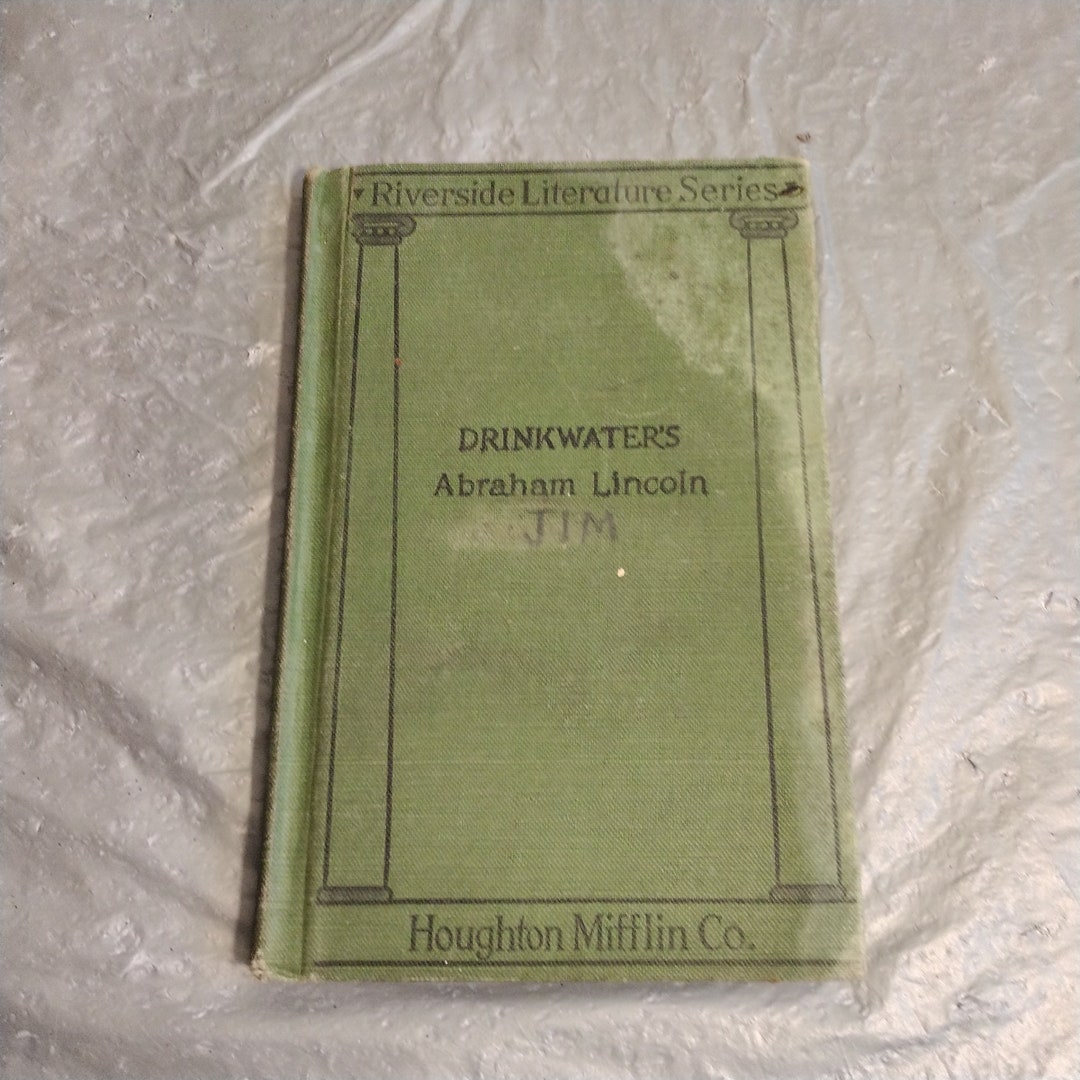 Riverside Literature Series
DRINKWATER'S
Abraham Lincoln
JIM
Houghton Mifflin Co.